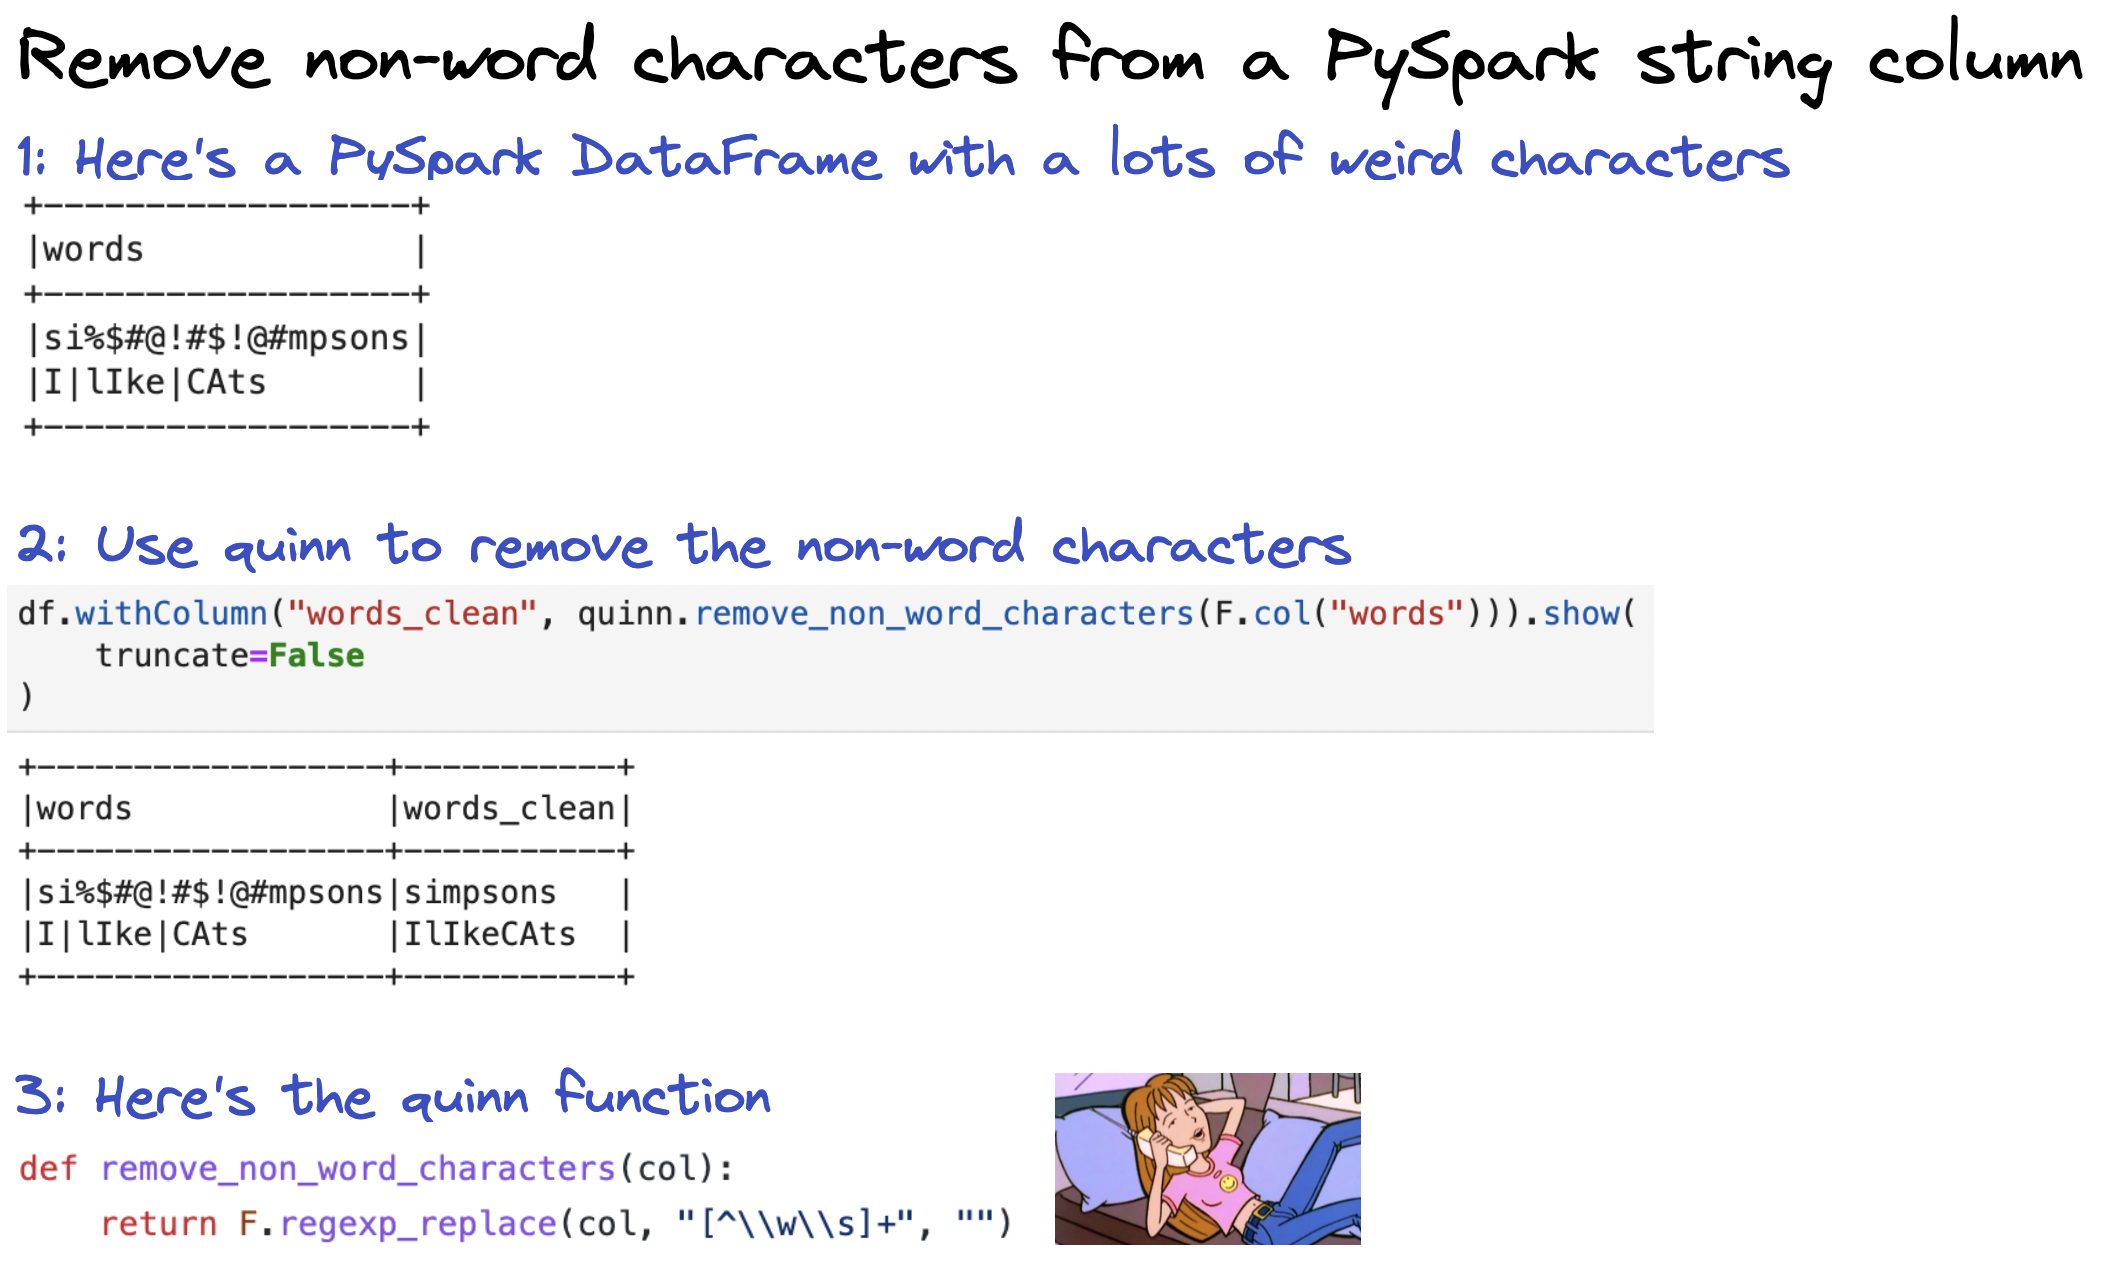 Remove non-word characters from a PySpark string column
1: Here's a PySpark DataFrame with a lots of weird characters
+------------------+
|words             |
+------------------+
|si%$#@!#$!@#mpsons|
|I|lIke|CAts       |
+------------------+
2: Use quinn to remove the non-word characters
df.withColumn("words_clean", quinn.remove_non_word_characters(F.col("words"))).show(
    truncate=False
)
+------------------+-----------+
|words             |words_clean|
+------------------+-----------+
|si%$#@!#$!@#mpsons|simpsons   |
|I|lIke|CAts       |IlIkeCAts  |
+------------------+-----------+
3: Here's the quinn function
def remove_non_word_characters(col):
    return F.regexp_replace(col, "[^\\w\\s]+", "")